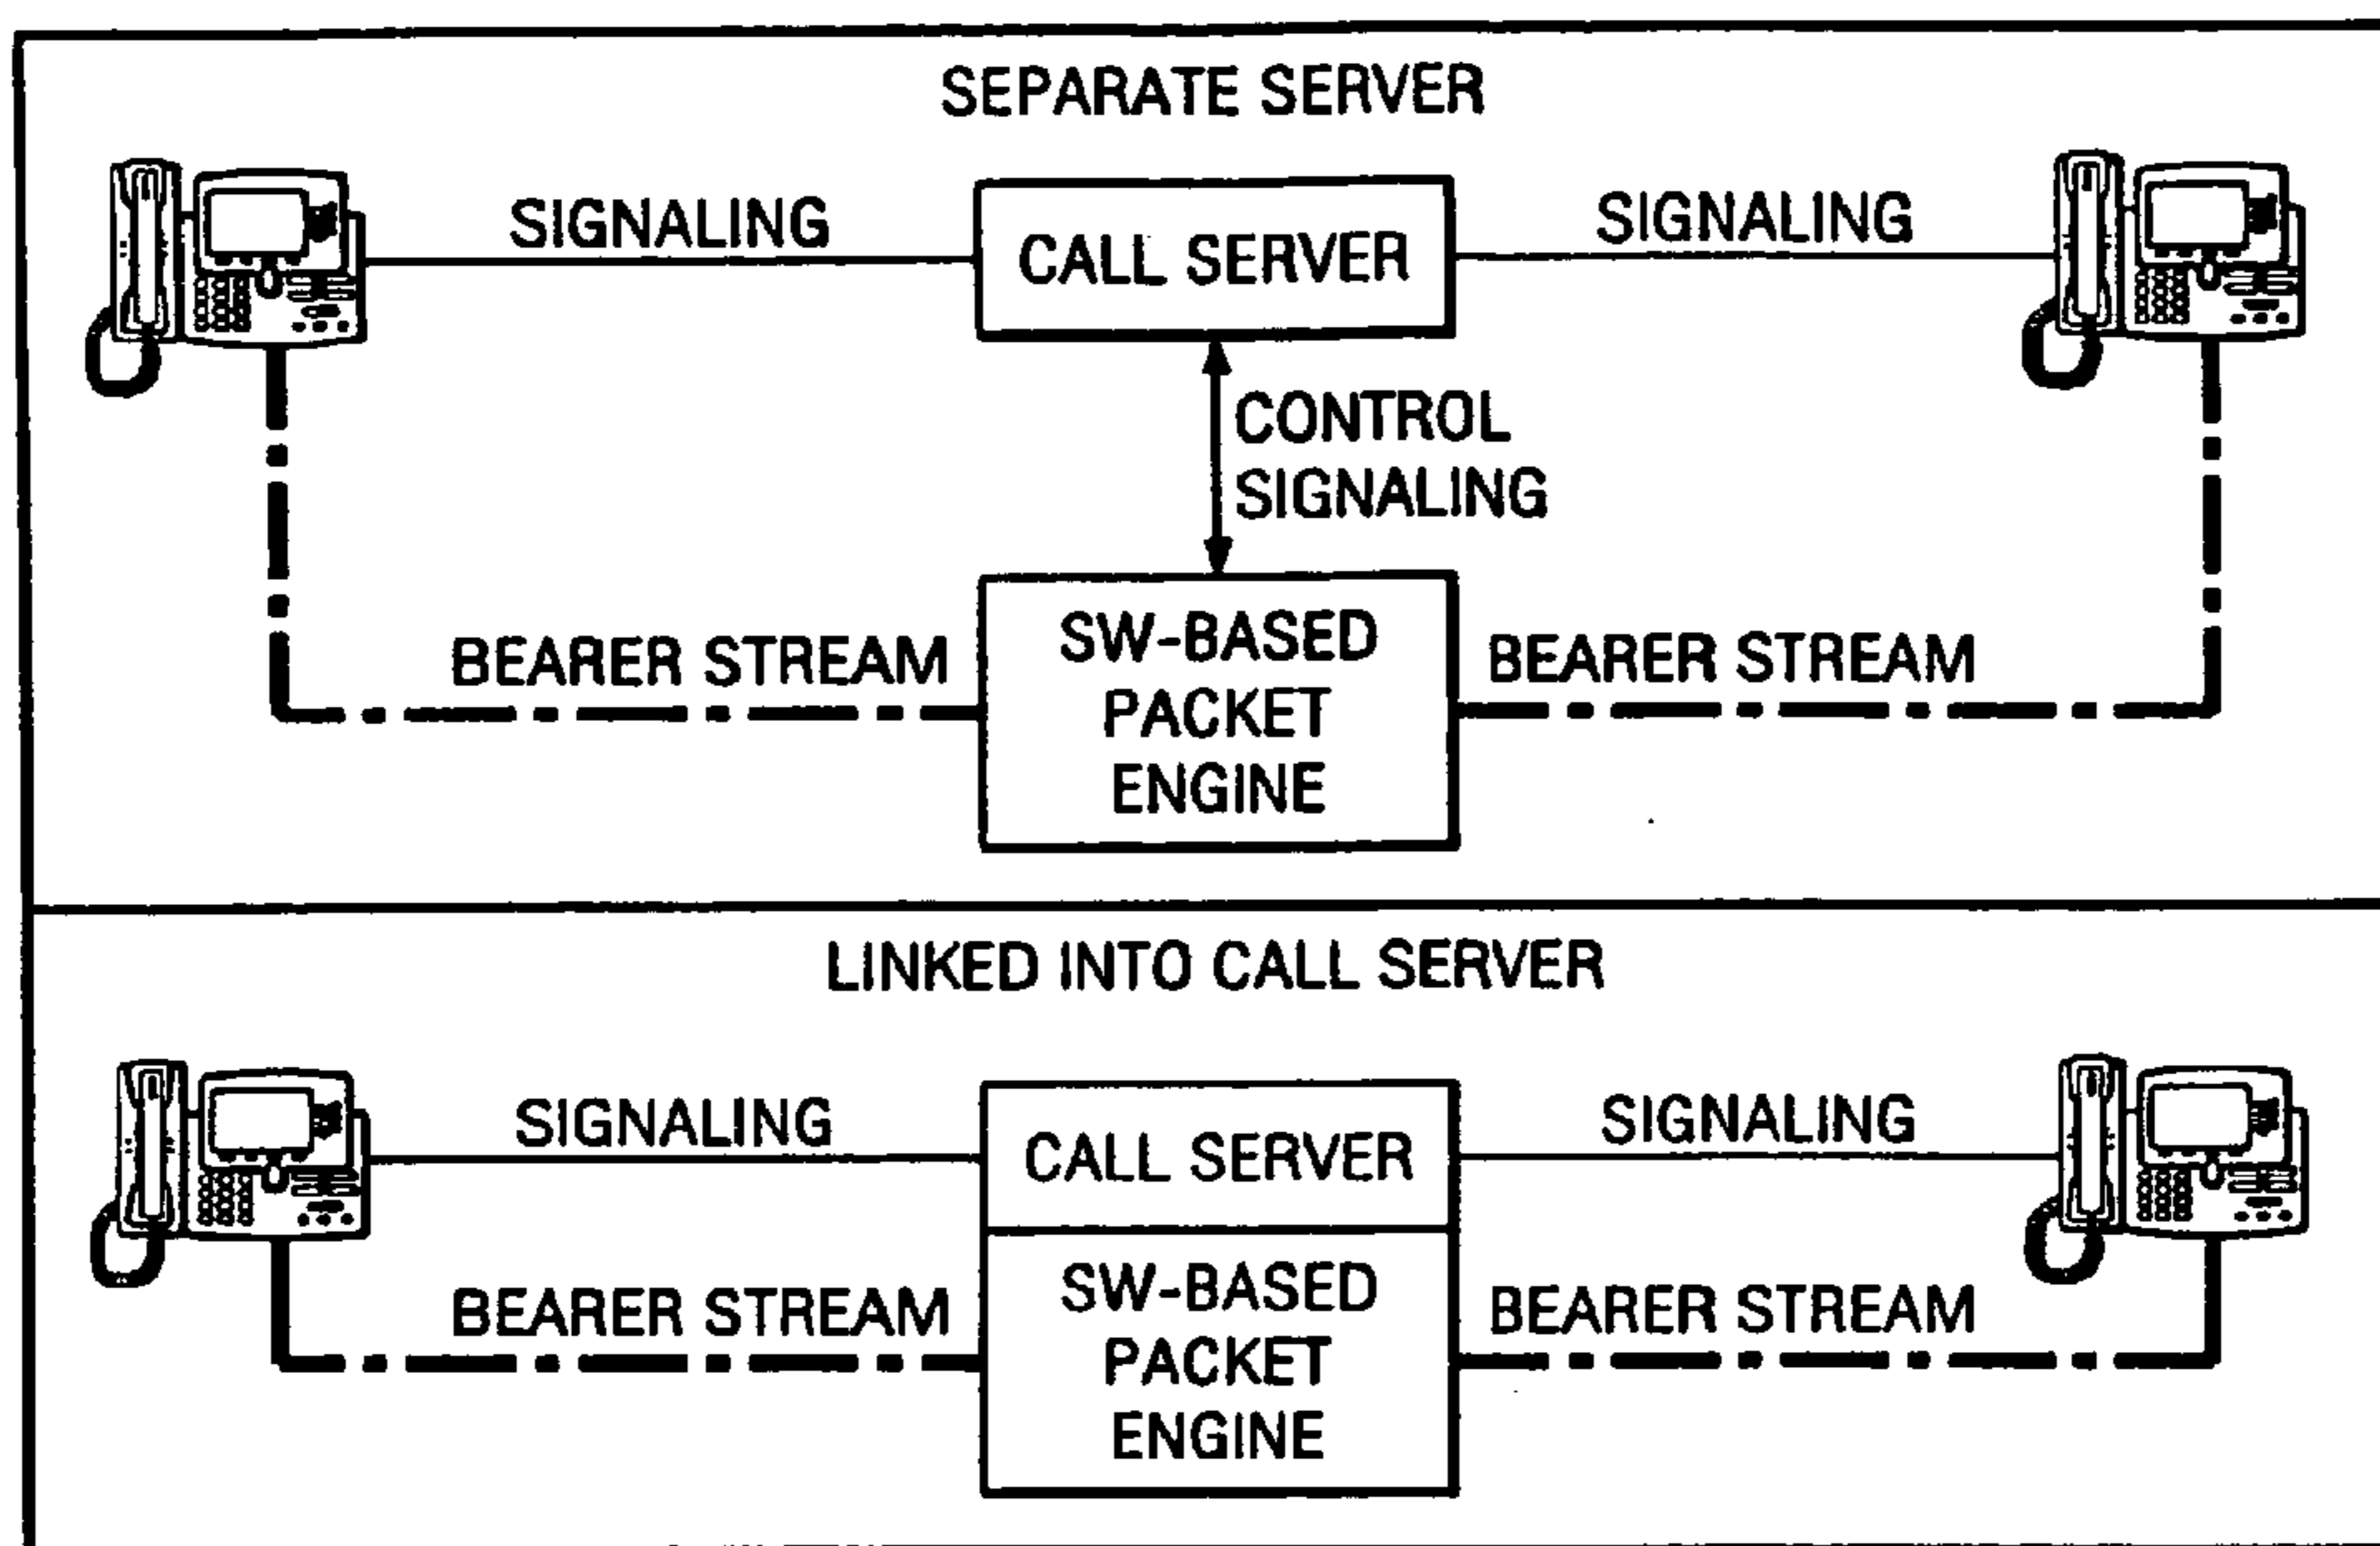 SEPARATE SERVER
SIGNALING
CALL SERVER
SIGNALING
CONTROL
SIGNALING
BEARER STREAM
SW-BASED
PACKET
ENGINE
BEARER STREAM
LINKED INTO CALL SERVER
SIGNALING
CALL SERVER
SIGNALING
BEARER STREAM
SW-BASED
PACKET
ENGINE
BEARER STREAM